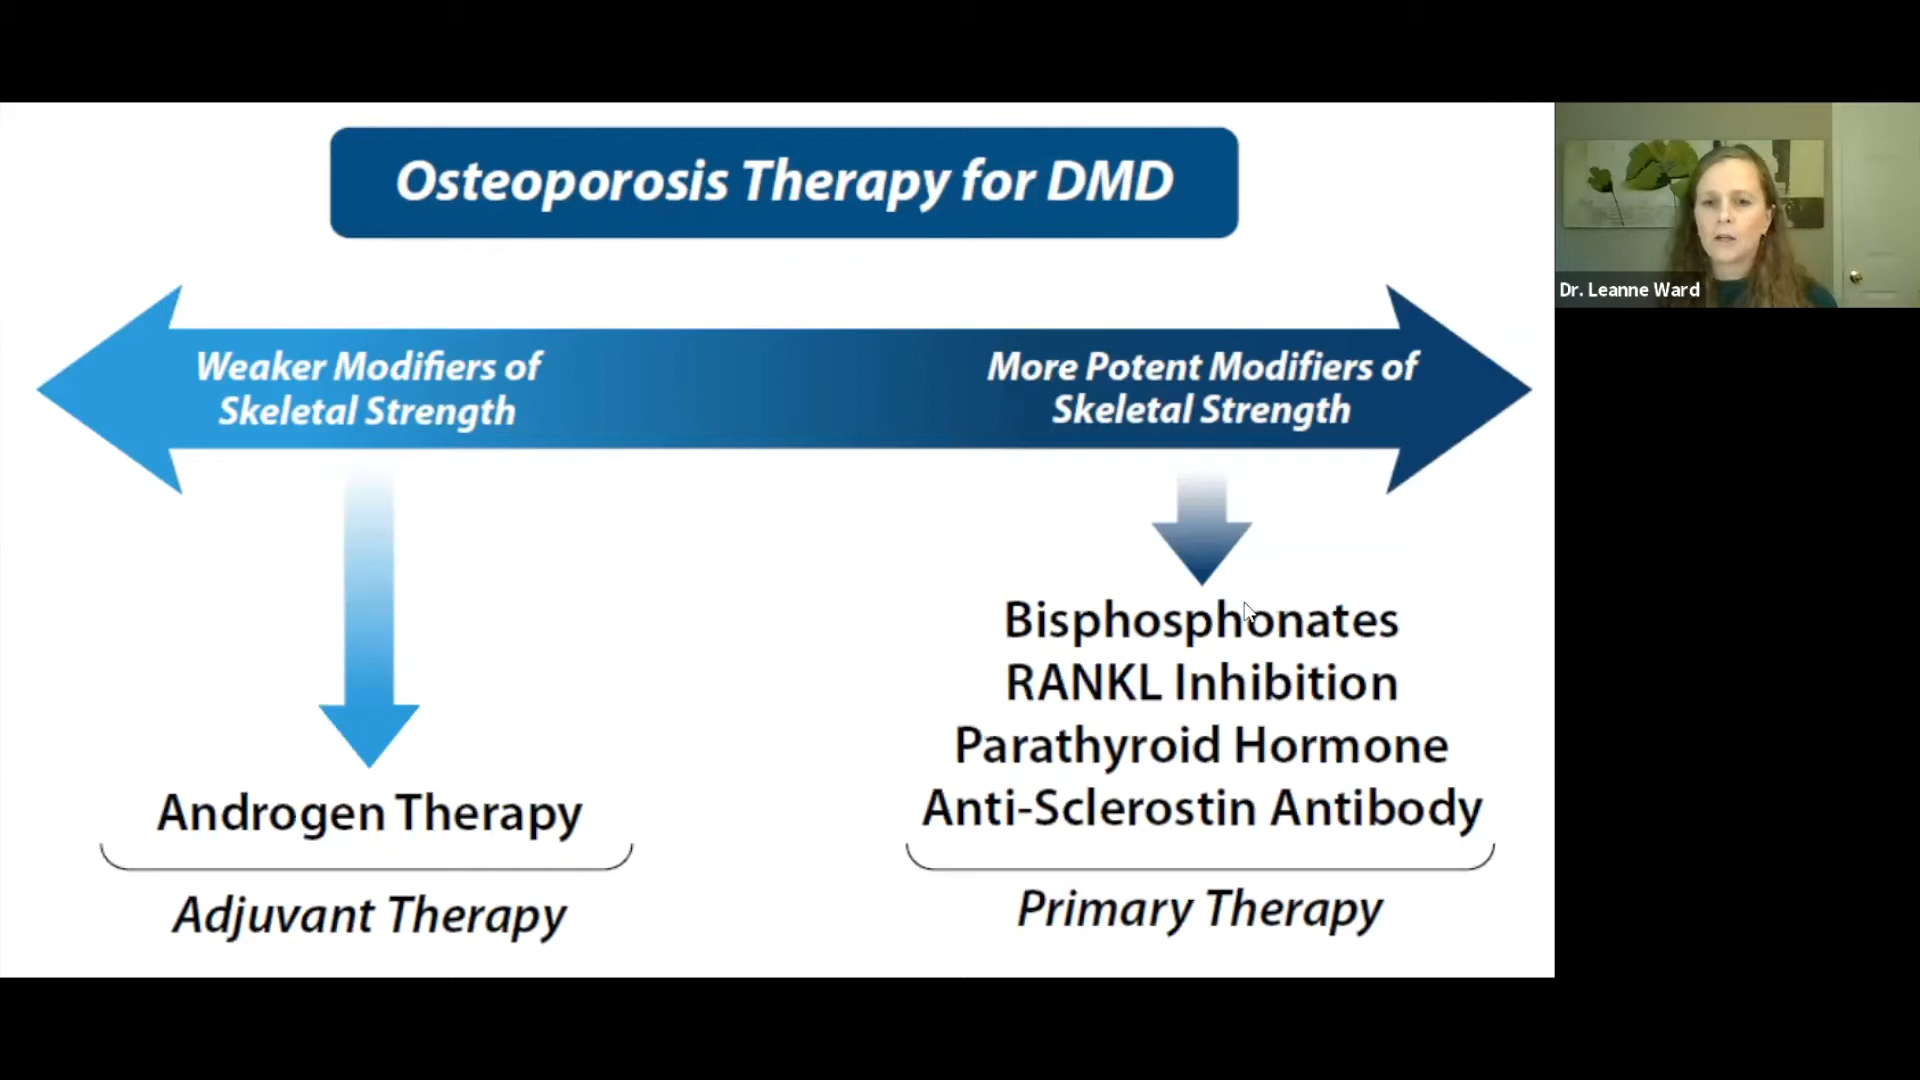 Osteoporosis Therapy for DMD
Weaker Modifiers of
Skeletal Strength
More Potent Modifiers of
Skeletal Strength
Androgen Therapy
Adjuvant Therapy
Bisphosphonates
RANKL Inhibition
Parathyroid Hormone
Anti-Sclerostin Antibody
Primary Therapy
Dr. Leanne Ward